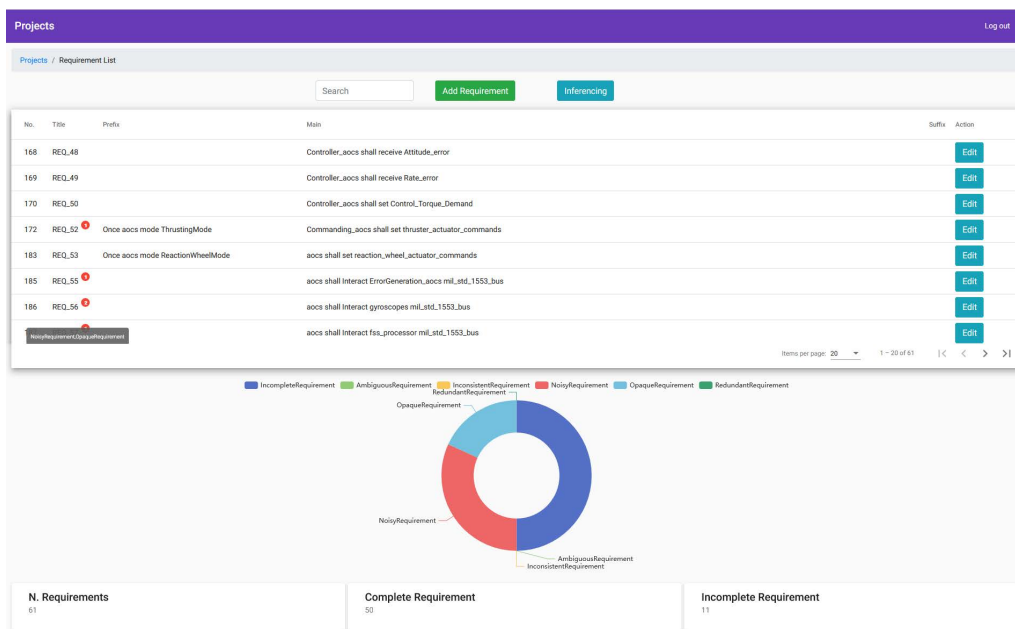 Projects Log out
Projects / Requirement List
Search Add Requirement Inferencing
No. Title Prefix Main Suffix Action
168 REQ_48 Controller_aocs shall receive Attitude_error Edit
169 REQ_49 Controller_aocs shall receive Rate_error Edit
170 REQ_50 Controller_aocs shall set Control_Torque_Demand Edit
172 REQ_52 1 Once aocs mode ThrustingMode Commanding_aocs shall set thruster_actuator_commands Edit
183 REQ_53 Once aocs mode ReactionWheelMode aocs shall set reaction_wheel_actuator_commands Edit
185 REQ_55 1 aocs shall Interact ErrorGeneration_aocs mil_std_1553_bus Edit
186 REQ_56 2 aocs shall Interact gyroscopes mil_std_1553_bus Edit
NoisyRequirement,OpaqueRequirement aocs shall Interact fss_processor mil_std_1553_bus Edit
Items per page: 20 1 – 20 of 61
IncompleteRequirement AmbiguousRequirement InconsistentRequirement NoisyRequirement OpaqueRequirement RedundantRequirement
RedundantRequirement
OpaqueRequirement
NoisyRequirement
AmbiguousRequirement
InconsistentRequirement
N. Requirements Complete Requirement Incomplete Requirement
61 50 11